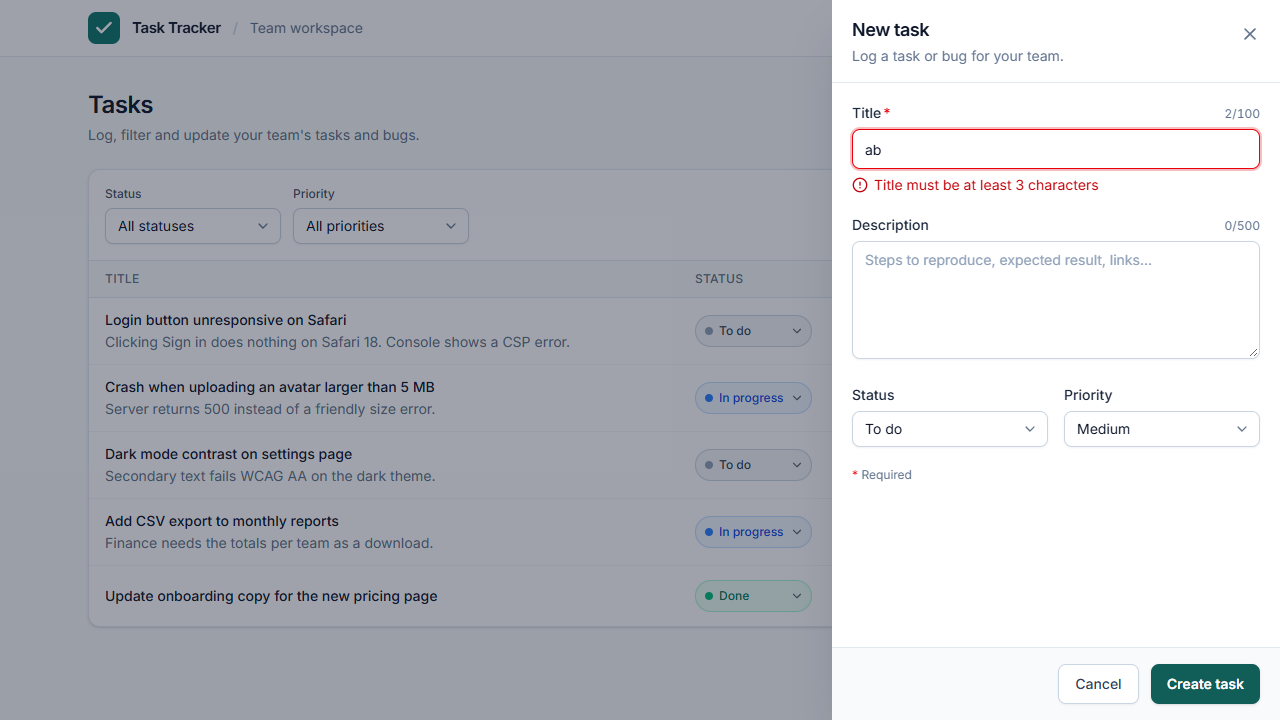 Task Tracker / Team workspace
Tasks
Log, filter and update your team's tasks and bugs.
Status Priority
All statuses All priorities
TITLE STATUS
Login button unresponsive on Safari
Clicking Sign in does nothing on Safari 18. Console shows a CSP error.
To do
Crash when uploading an avatar larger than 5 MB
Server returns 500 instead of a friendly size error.
In progress
Dark mode contrast on settings page
Secondary text fails WCAG AA on the dark theme.
To do
Add CSV export to monthly reports
Finance needs the totals per team as a download.
In progress
Update onboarding copy for the new pricing page
Done
New task
Log a task or bug for your team.
Title * 2/100
ab
Title must be at least 3 characters
Description 0/500
Steps to reproduce, expected result, links...
Status Priority
To do Medium
* Required
Cancel Create task